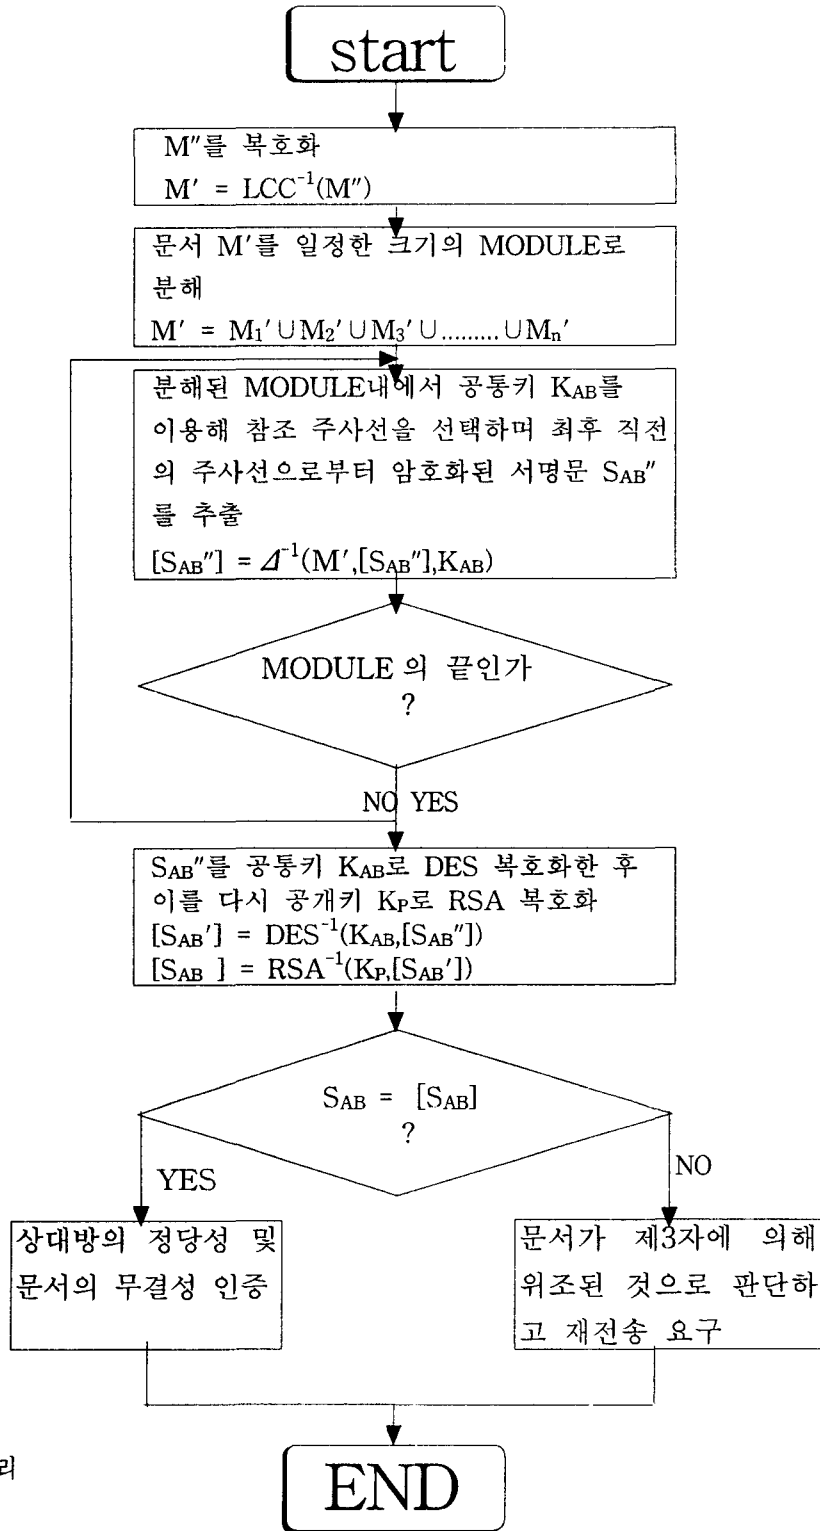 start
M″를 복호화
M′ = LCC⁻¹(M″)
문서 M′를 일정한 크기의 MODULE로
분해
M′ = M₁′∪M₂′∪M₃′∪.........∪Mₙ′
분해된 MODULE내에서 공통키 KAB를
이용해 참조 주사선을 선택하며 최후 직전
의 주사선으로부터 암호화된 서명문 SAB″
를 추출
[SAB″] = Δ⁻¹(M′,[SAB″],KAB)
MODULE 의 끝인가
?
NO YES
SAB″를 공통키 KAB로 DES 복호화한 후
이를 다시 공개키 KP로 RSA 복호화
[SAB′] = DES⁻¹(KAB,[SAB″])
[SAB ] = RSA⁻¹(KP,[SAB′])
SAB = [SAB]
?
YES
NO
상대방의 정당성 및
문서의 무결성 인증
문서가 제3자에 의해
위조된 것으로 판단하
고 재전송 요구
리
END